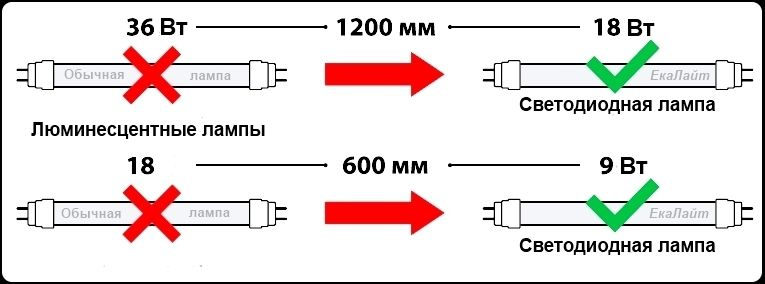 36 Вт 1200 мм 18 Вт
Обычная лампа ЕкаЛайт
Светодиодная лампа
Люминесцентные лампы
18 600 мм 9 Вт
Обычная лампа ЕкаЛайт
Светодиодная лампа